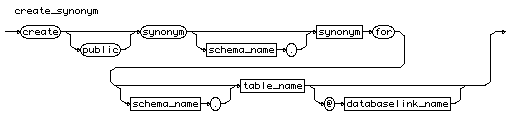 create_synonym
create public synonym schema_name . synonym for
schema_name . table_name @ databaselink_name